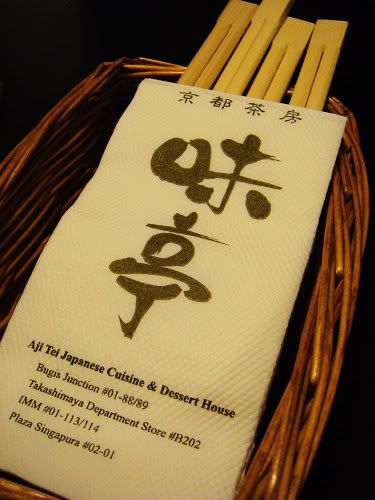 京都茶房
味亭
Aji Tei Japanese Cuisine & Dessert House
Bugis Junction #01-88/89
Takashimaya Department Store #B202
IMM #01-113/114
Plaza Singapura #02-01